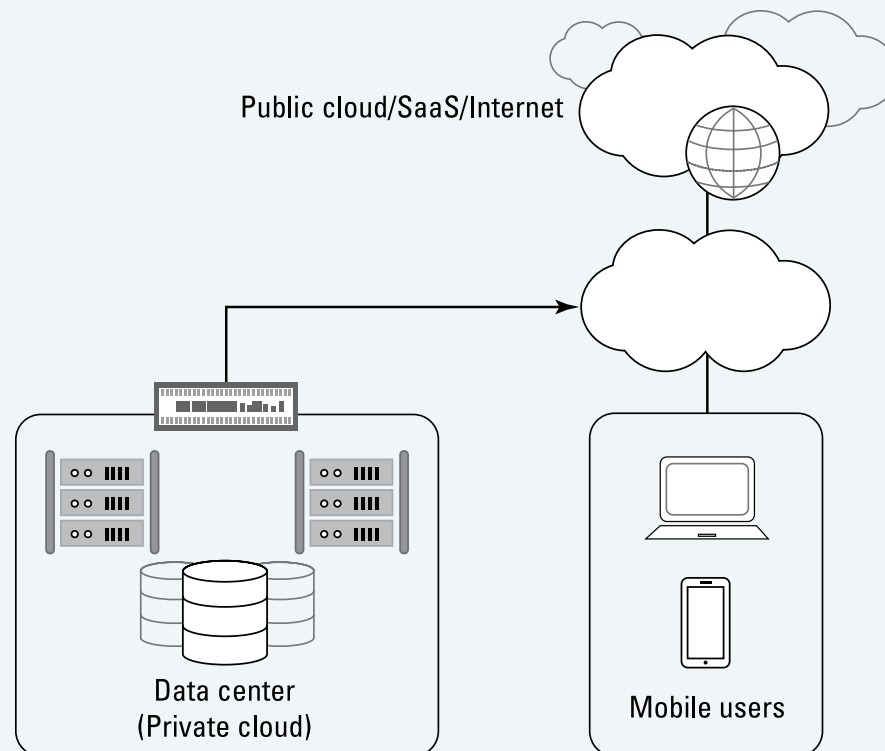 Public cloud/SaaS/Internet
Data center
(Private cloud)
Mobile users